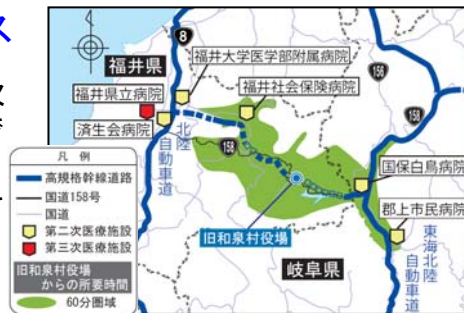 ス
8
福井県
福井大学医学部附属病院
156
福井県立病院
福井社会保険病院
済生会病院
北陸自動車道
158
158
凡 例
高規格幹線道路
国道158号
国道
第二次医療施設
第三次医療施設
旧和泉村役場
からの所要時間
60分圏域
国保白鳥病院
旧和泉村役場
郡上市民病院
岐阜県
東海北陸自動車道
156